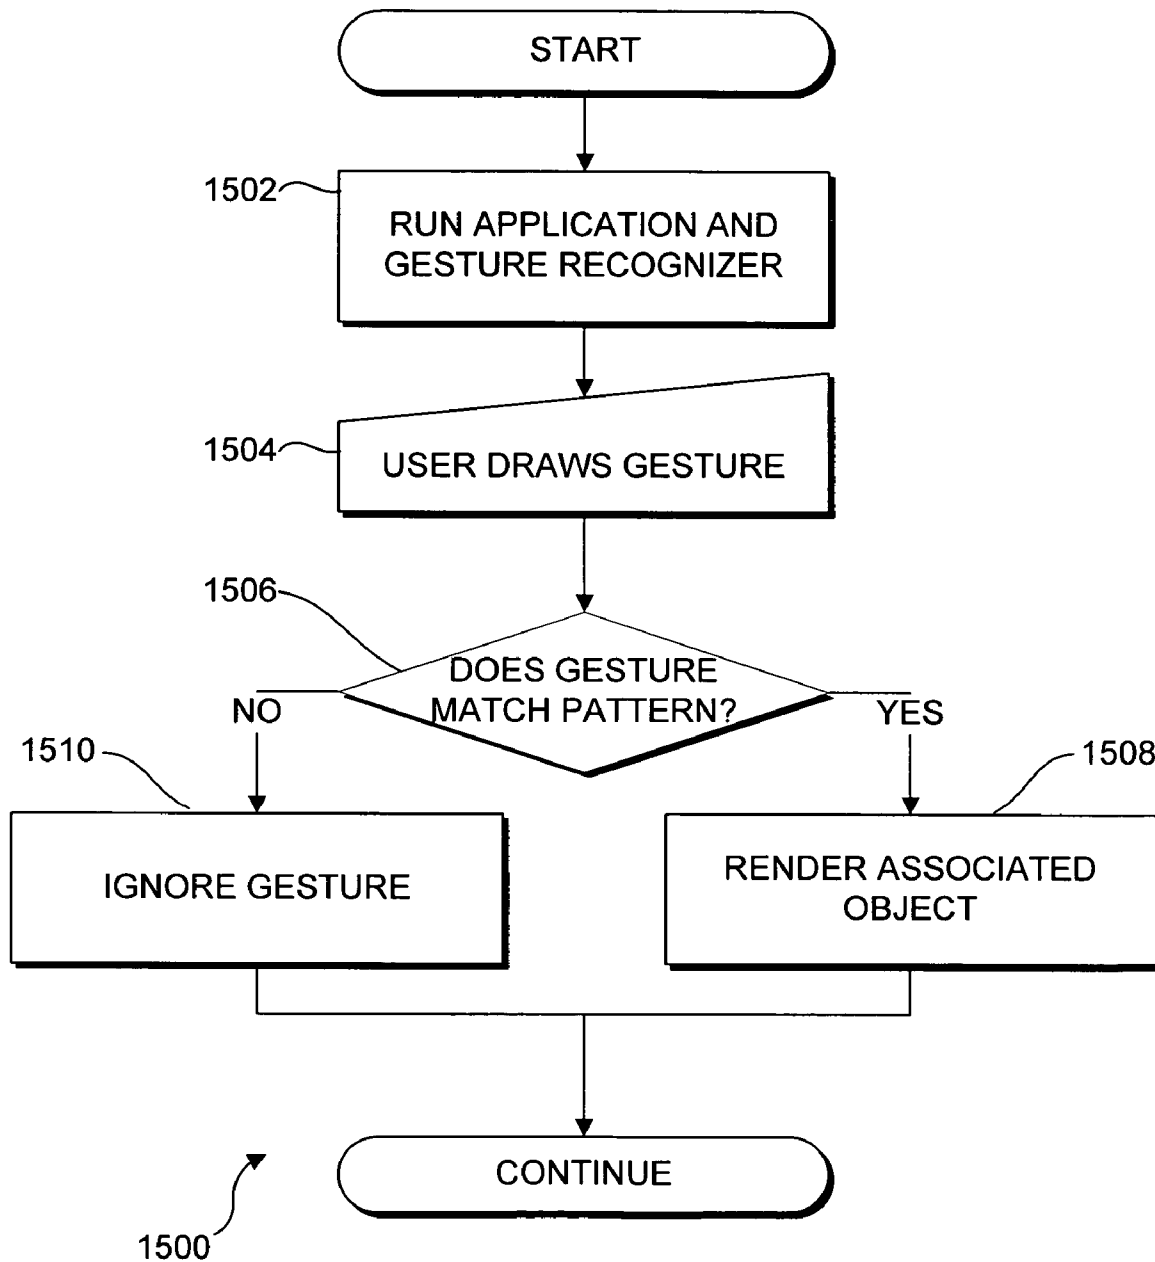 START
1502
RUN APPLICATION AND
GESTURE RECOGNIZER
1504
USER DRAWS GESTURE
1506
DOES GESTURE
MATCH PATTERN?
NO
YES
1510
1508
IGNORE GESTURE
RENDER ASSOCIATED
OBJECT
CONTINUE
1500